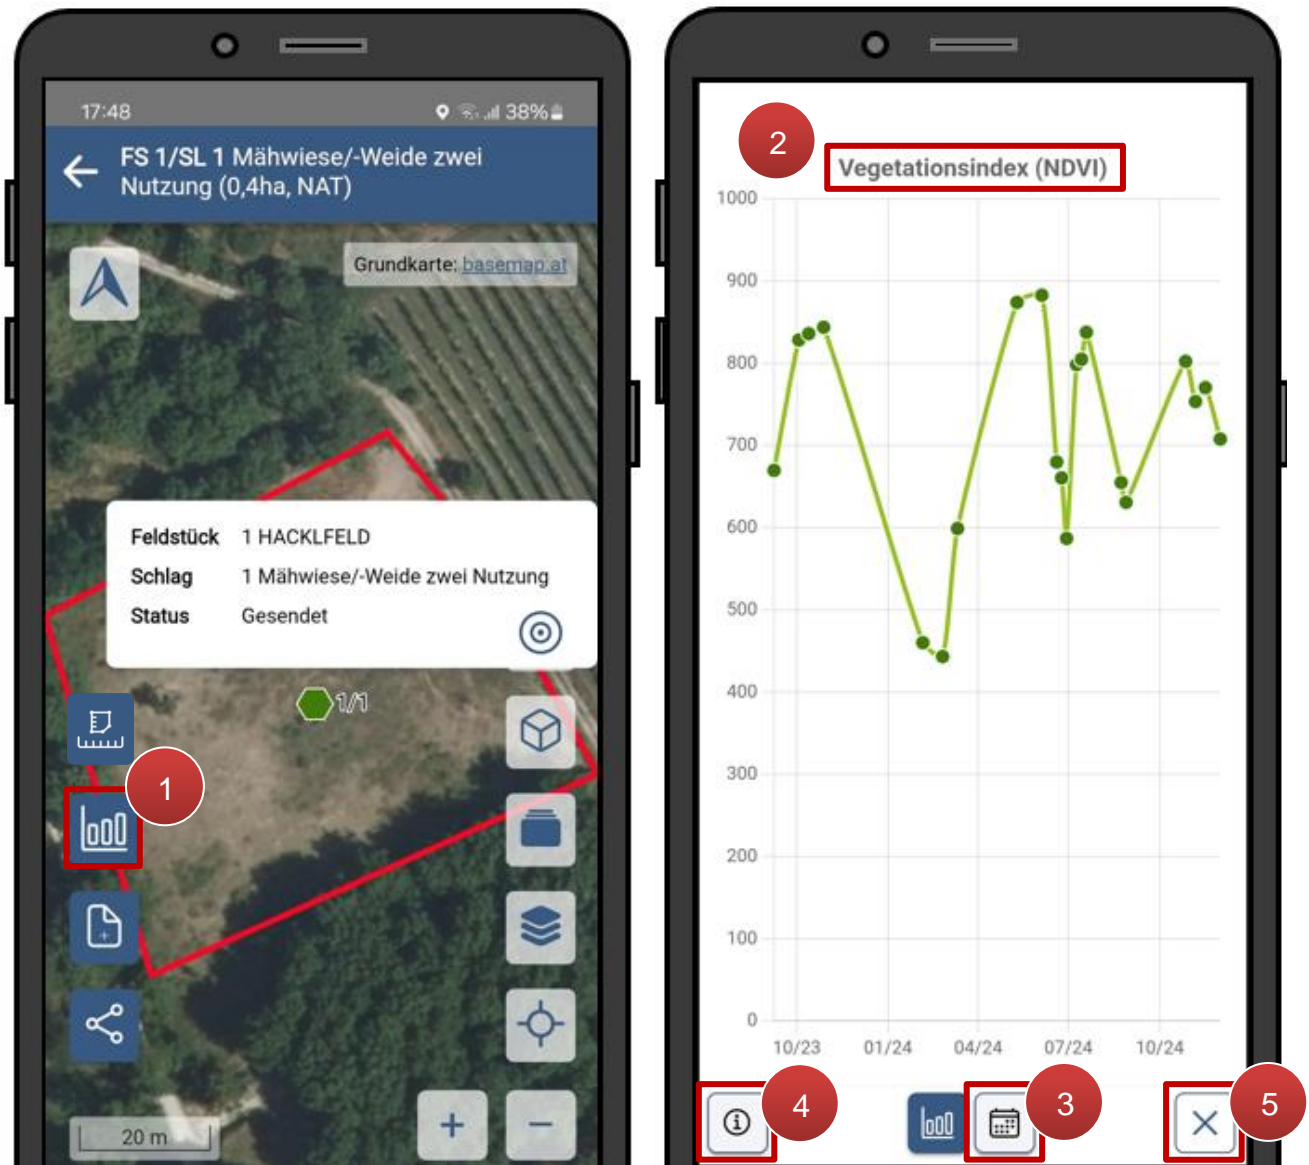 17:48
38%
FS 1/SL 1 Mähwiese/-Weide zwei
Nutzung (0,4ha, NAT)
Grundkarte: basemap.at
Feldstück 1 HACKLFELD
Schlag 1 Mähwiese/-Weide zwei Nutzung
Status Gesendet
1/1
1
20 m
2
Vegetationsindex (NDVI)
1000
900
800
700
600
500
400
300
200
100
0
10/23 01/24 04/24 07/24 10/24
4
3
5